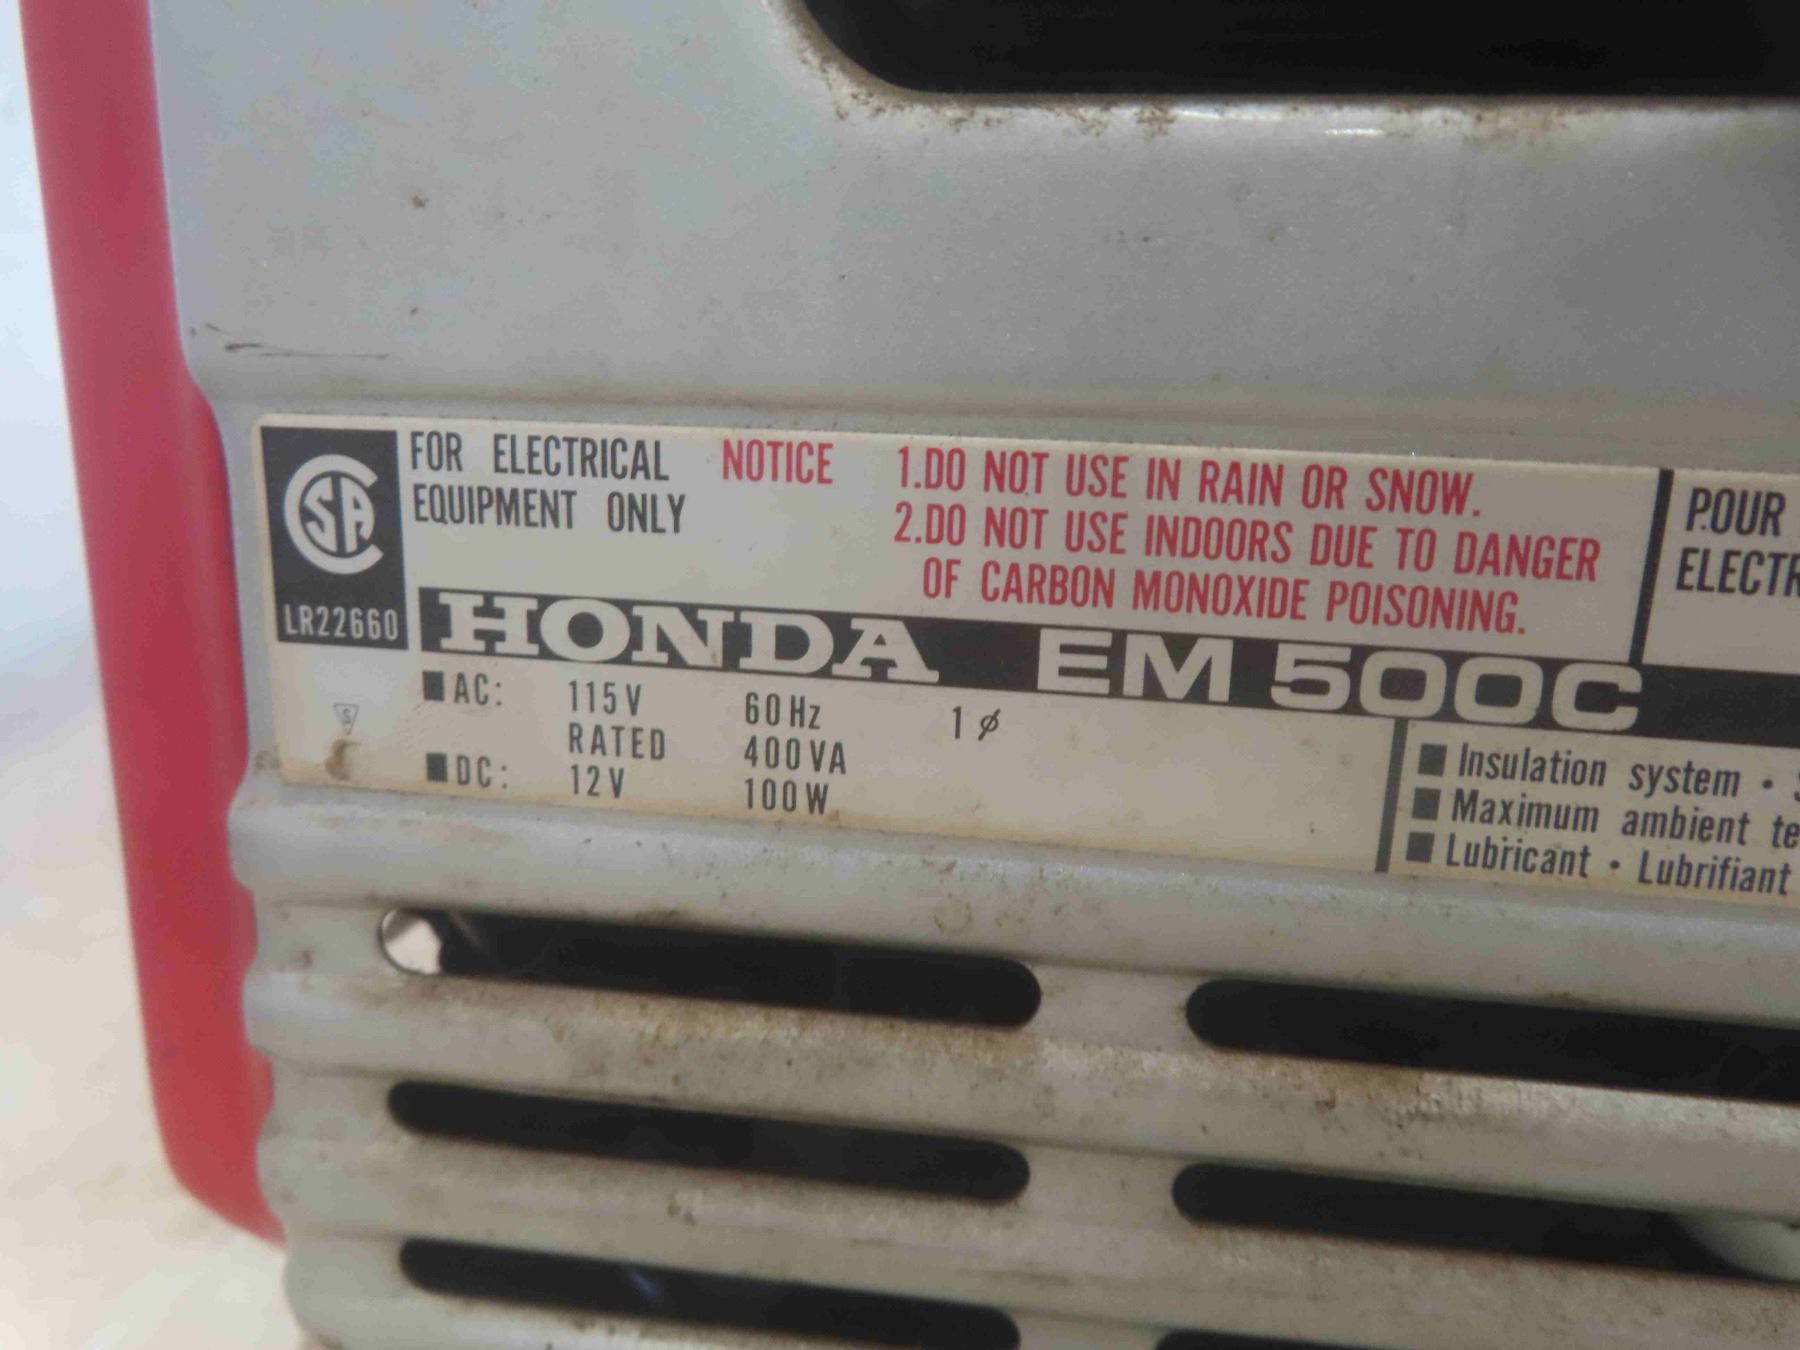 CSA
LR22660
FOR ELECTRICAL
EQUIPMENT ONLY
NOTICE
1.DO NOT USE IN RAIN OR SNOW.
2.DO NOT USE INDOORS DUE TO DANGER
OF CARBON MONOXIDE POISONING.
POUR
HONDA EM 500C
■ AC: 115V 60Hz 1 ø
RATED 400VA
■ DC: 12V 100W
S
■ Insulation system •
■ Maximum ambient
■ Lubricant • Lubrifiant